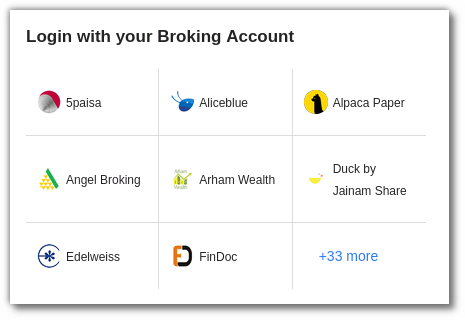 Login with your Broking Account
5paisa
Aliceblue
Alpaca Paper
Angel Broking
Arham Wealth
Duck by
Jainam Share
Edelweiss
FinDoc
+33 more